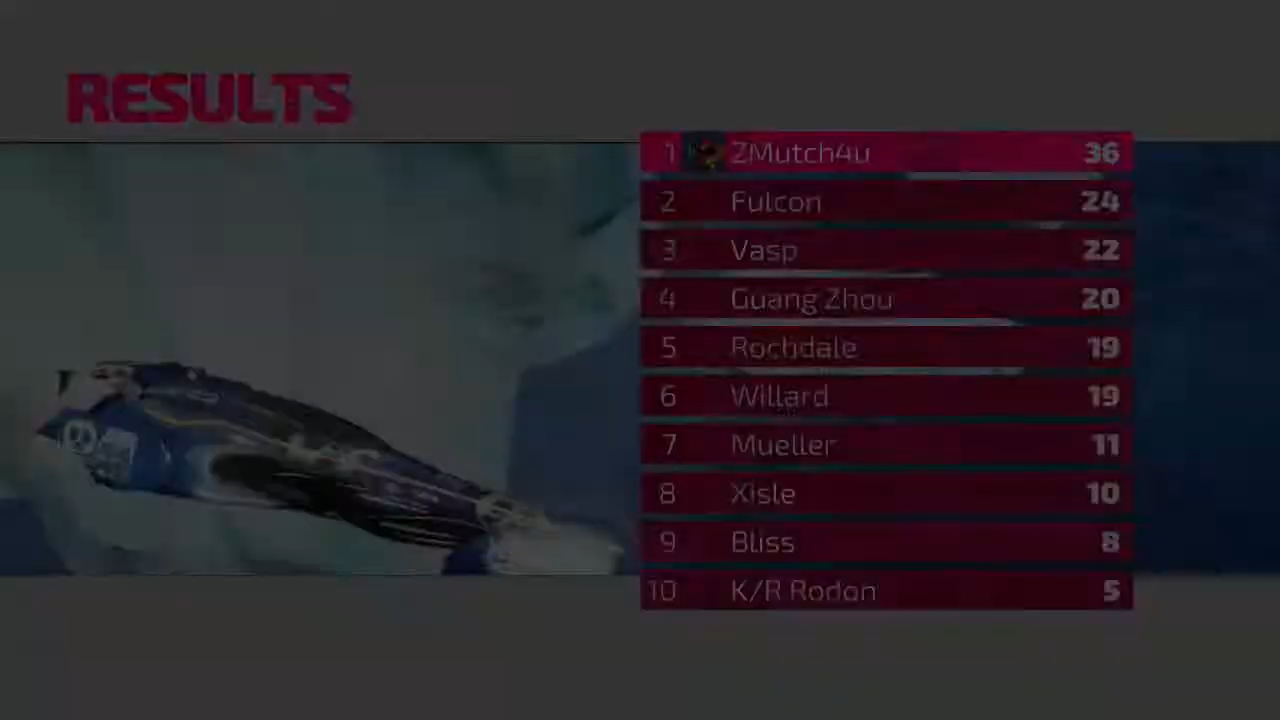 RESULTS
1 ZMutch4u 36
2 Fulcon 24
3 Vasp 22
4 Guang Zhou 20
5 Rochdale 19
6 Willard 19
7 Mueller 11
8 Xisle 10
9 Bliss 8
10 K/R Rodan 5